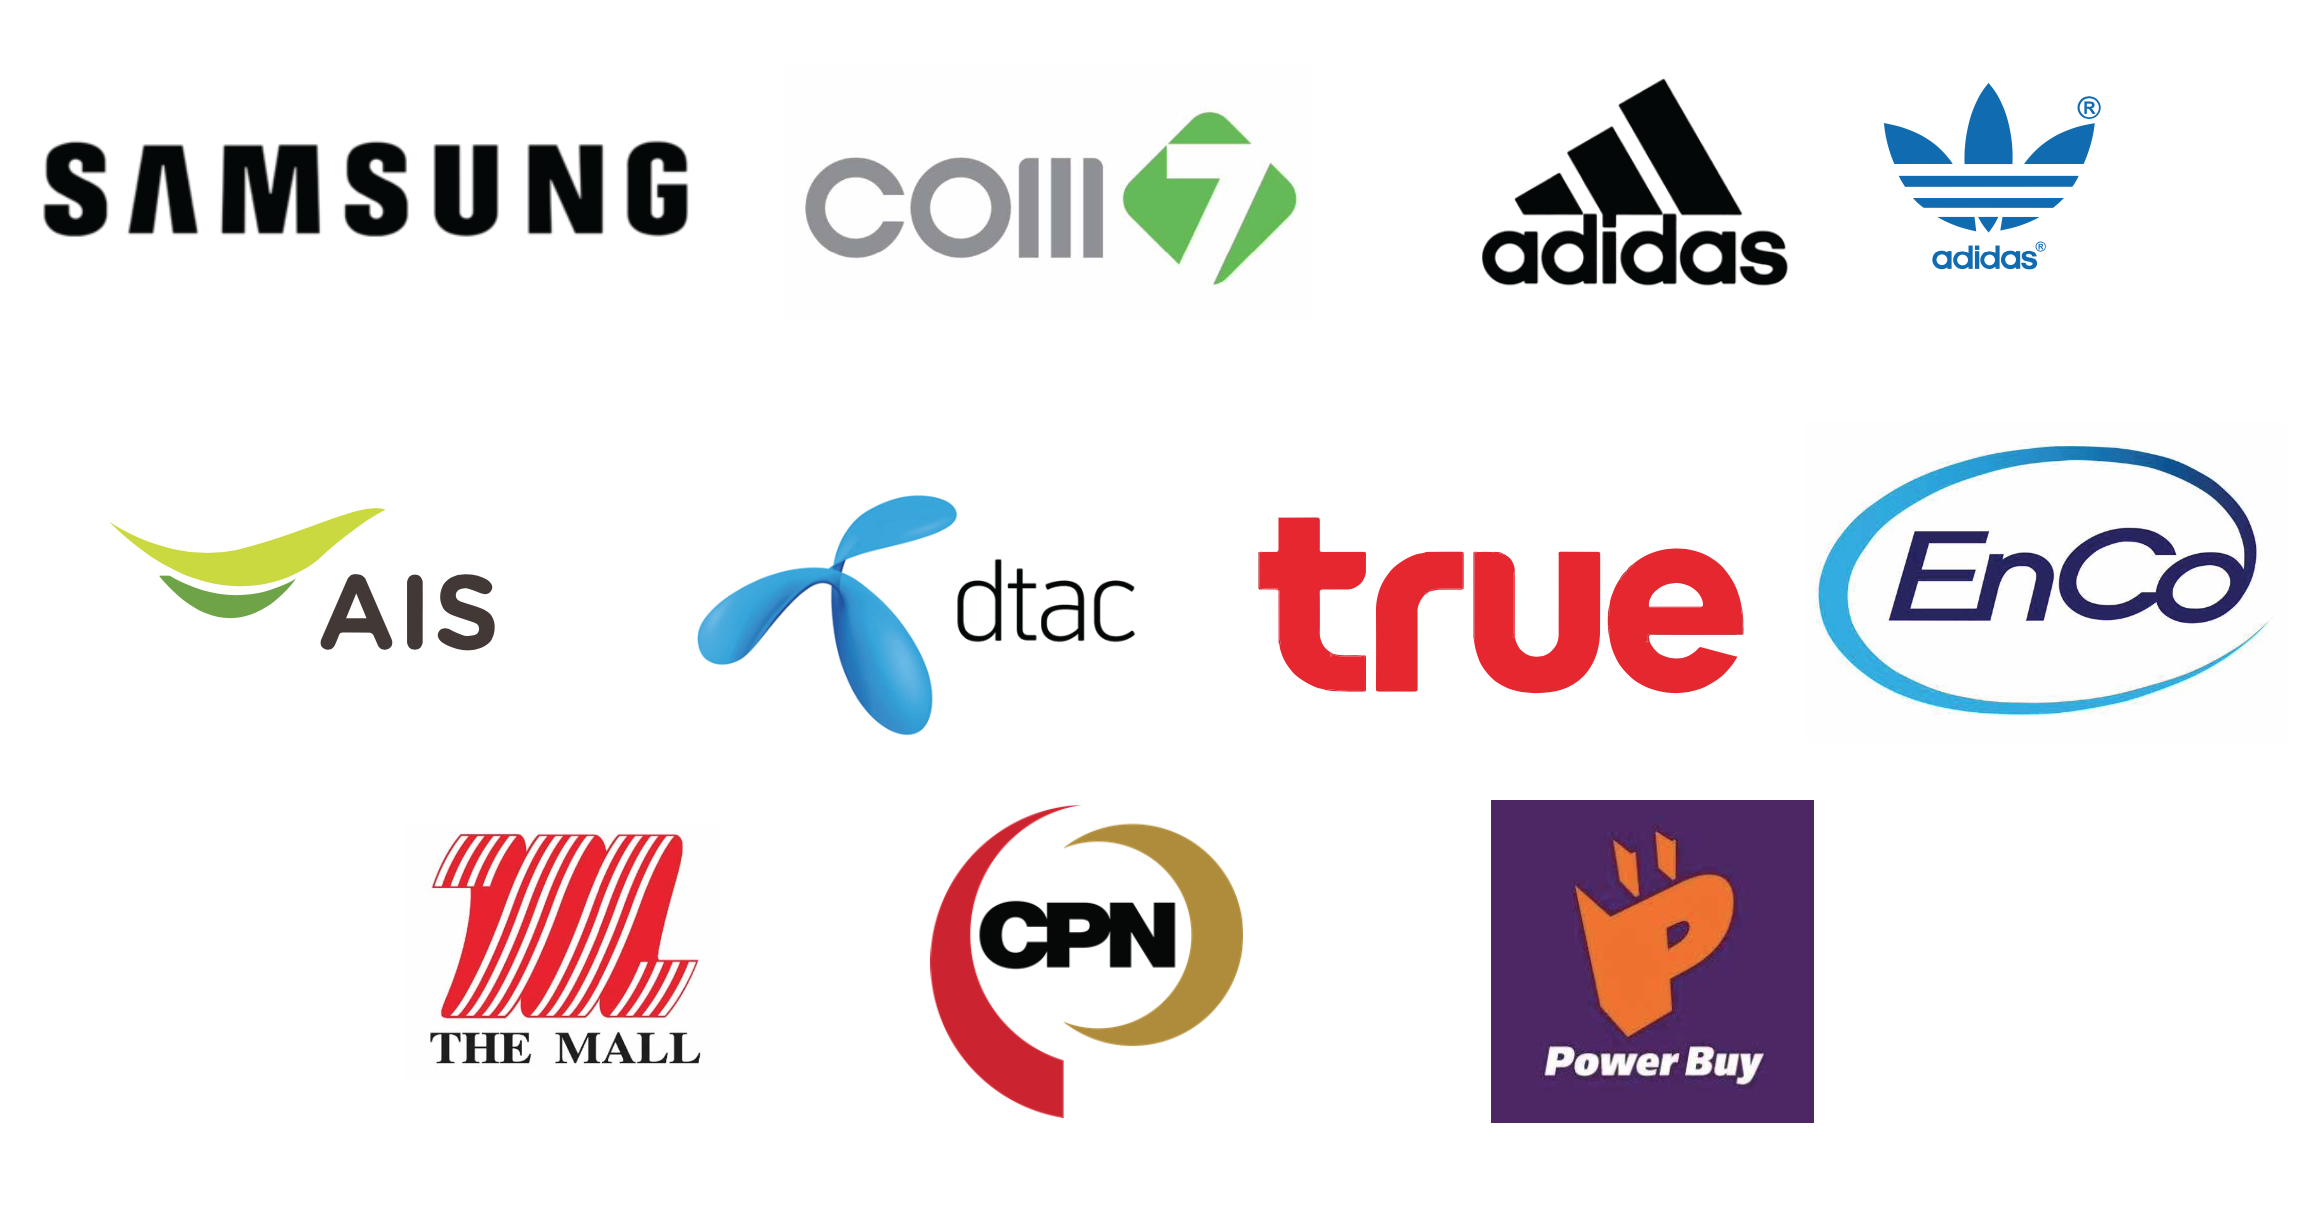 SAMSUNG
com7
adidas
®
adidas®
AIS
dtac
true
EnCo
THE MALL
CPN
P
Power Buy